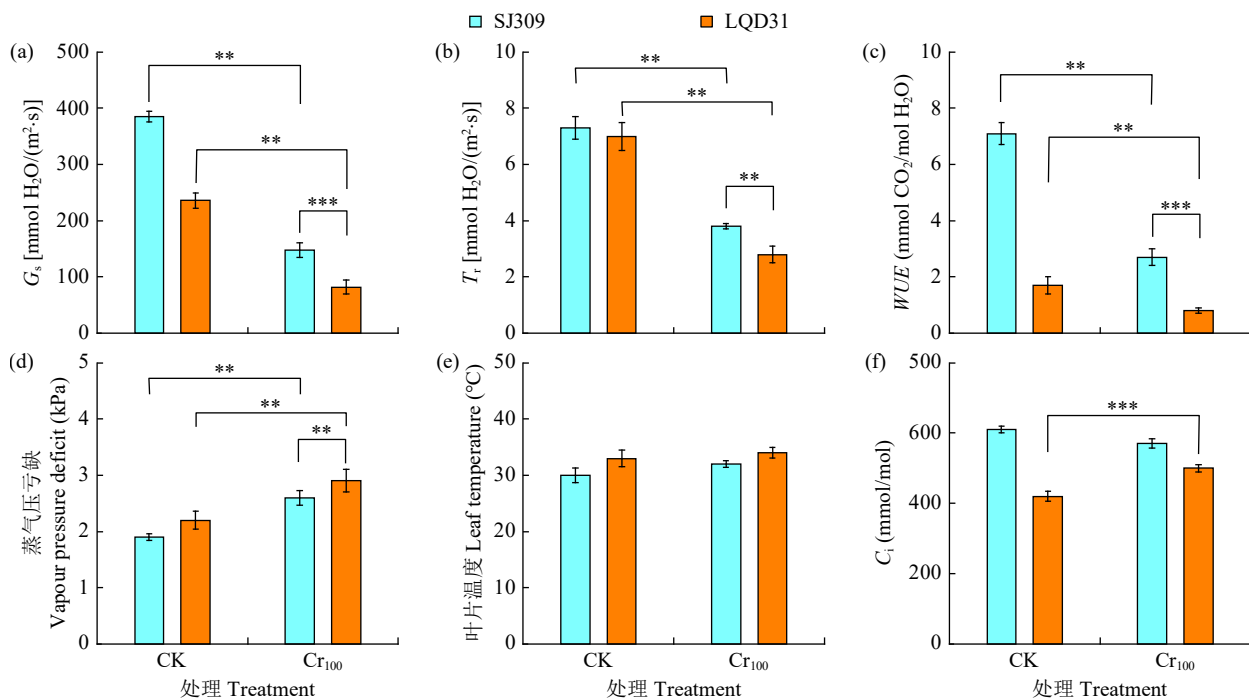 SJ309 LQD31
(a)
500
400
300
200
100
0
Gs [mmol H2O/(m²·s)]
**
**
***
(b)
10
8
6
4
2
0
Tr [mmol H2O/(m²·s)]
**
**
**
(c)
10
8
6
4
2
0
WUE (mmol CO2/mol H2O)
**
**
***
(d)
5
4
3
2
1
0
蒸气压亏缺
Vapour pressure deficit (kPa)
**
**
**
CK Cr100
处理 Treatment
(e)
50
40
30
20
10
0
叶片温度 Leaf temperature (°C)
CK Cr100
处理 Treatment
(f)
500
600
400
200
0
Ci (mmol/mol)
***
CK Cr100
处理 Treatment